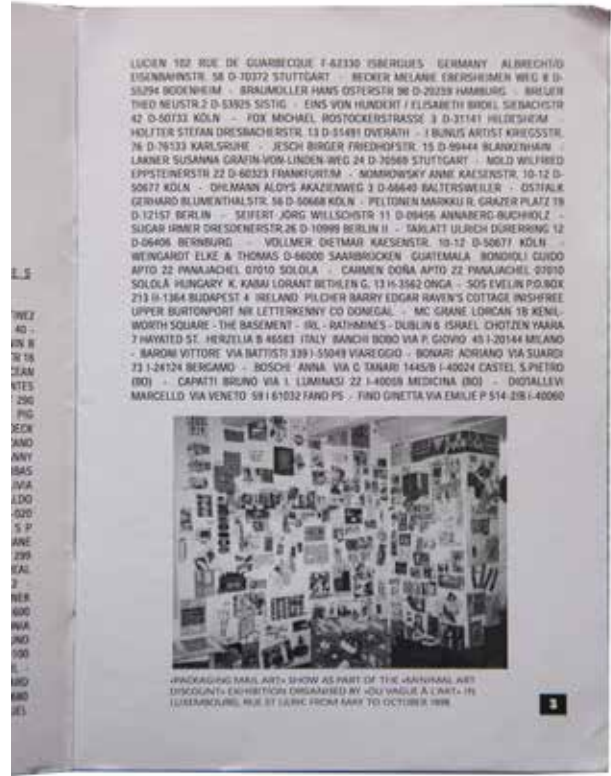 LUCIEN 102 RUE DE GUARBECQUE F-62330 ISBERGUES GERMANY ALBRECHT/D
EISENBAHNSTR. 58 D-70372 STUTTGART - BECKER MELANIE EBERSHEIMER WEG 8 D-
55294 BODENHEIM - BRAUMOLLER HANS OSTERSTR 98 D-20259 HAMBURG - BREUER
THEO NEUSTR.2 D-53925 SISTIG - EINS VON HUNDERT / ELISABETH BROEL SIEBACHSTR
42 D-50733 KÖLN - FOX MICHAEL ROSTOCKERSTRASSE 3 D-31141 HILDESHEIM -
HOLFTER STEFAN DRESBACHERSTR. 13 D-51491 OVERATH - I BUNUS ARTIST KRIEGSSTR.
76 D-76133 KARLSRUHE - JESCH BIRGER FRIEDHOFSTR. 15 D-99444 BLANKENHAIN -
LAKNER SUSANNA GRÄFIN-VON-LINDEN-WEG 24 D-70569 STUTTGART - NOLD WILFRIED
EPPSTEINERSTR 22 D-60323 FRANKFURT/M - NOMROWSKY ANNE KAESENSTR. 10-12 D-
50677 KÖLN - OHLMANN ALOYS AKAZIENWEG 3 D-66640 BALTERSWEILER - OSTFALK
GERHARD BLUMENTHALSTR. 56 D-50668 KÖLN - PELTONEN MARKKU R. GRAZER PLATZ 19
D-12157 BERLIN - SEIFERT JÖRG WILLSCHSTR 11 D-09456 ANNABERG-BUCHHOLZ -
SUGAR IRMER DRESDENERSTR.26 D-10999 BERLIN II - TARLATT ULRICH DÜRERRING 12
D-06406 BERNBURG - VOLLMER DIETMAR KAESENSTR. 10-12 D-50677 KÖLN -
WEINGARDT ELKE & THOMAS D-66000 SAARBRÜCKEN GUATEMALA BONGIOLI GUIDO
APTO 22 PANAJACHEL 07010 SOLOLA - CARMEN DOÑA APTO 22 PANAJACHEL 07010
SOLOLÁ HUNGARY K. KABAI LORANT BETHLEN G. 13 H-3562 ONGA - SOS EVELIN P.O.BOX
213 H-1364 BUDAPEST 4 IRELAND PILCHER BARRY EDGAR RAVEN'S COTTAGE INISHFREE
UPPER BURTONPORT NR LETTERKENNY CO DONEGAL - MC GRANE LORCAN 1B KENIL-
WORTH SQUARE - THE BASEMENT - IRL - RATHMINES - DUBLIN 6 ISRAEL CHOTZEN YAARA
7 HAYATED ST. HERZELIA B 46583 ITALY BANCHI BOBO VIA P. GIOVIO 45 I-20144 MILANO
- BARONI VITTORE VIA BATTISTI 339 I-55049 VIAREGGIO - BONARI ADRIANO VIA SUARDI
73 I-24124 BERGAMO - BOSCHI ANNA VIA G TANARI 1445/B I-40024 CASTEL S.PIETRO
(BO) - CAPATTI BRUNO VIA I. LUMINASI 22 I-40059 MEDICINA (BO) - DIOTALLEVI
MARCELLO VIA VENETO 59 I 61032 FANO PS - FINO GINETTA VIA EMILIE P 514-2/B I-40060
«PACKAGING MAIL ART» SHOW AS PART OF THE «MINIMAL ART
DISCOUNT» EXHIBITION ORGANISED BY «DU VAGUE À L'ART» IN
LUXEMBOURG, RUE ST ULRIC FROM MAY TO OCTOBER 1998
3